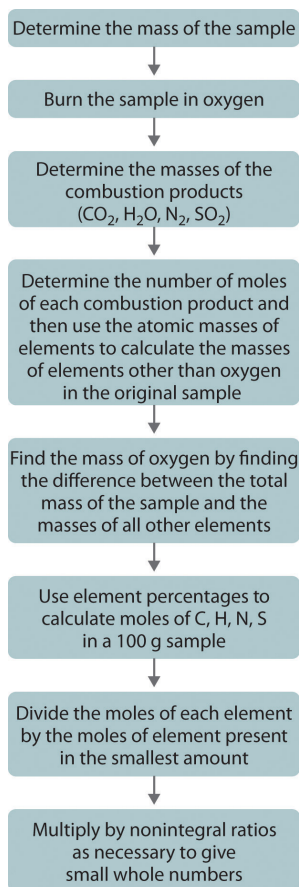 Determine the mass of the sample
Burn the sample in oxygen
Determine the masses of the
combustion products
(CO₂, H₂O, N₂, SO₂)
Determine the number of moles
of each combustion product and
then use the atomic masses of
elements to calculate the masses
of elements other than oxygen
in the original sample
Find the mass of oxygen by finding
the difference between the total
mass of the sample and the
masses of all other elements
Use element percentages to
calculate moles of C, H, N, S
in a 100 g sample
Divide the moles of each element
by the moles of element present
in the smallest amount
Multiply by nonintegral ratios
as necessary to give
small whole numbers